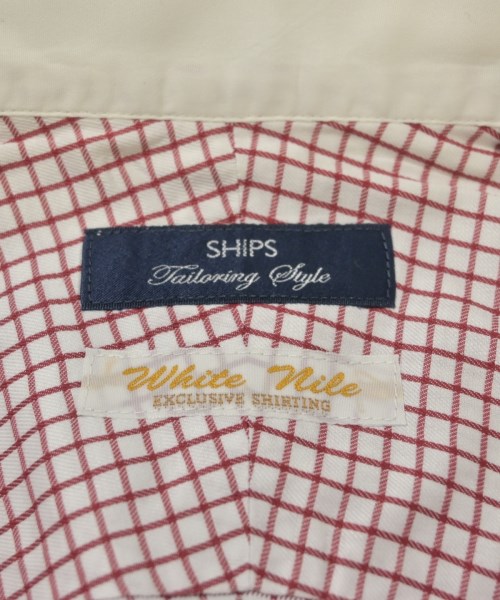 SHIPS
Tailoring Style
White Nile
EXCLUSIVE SHIRTING